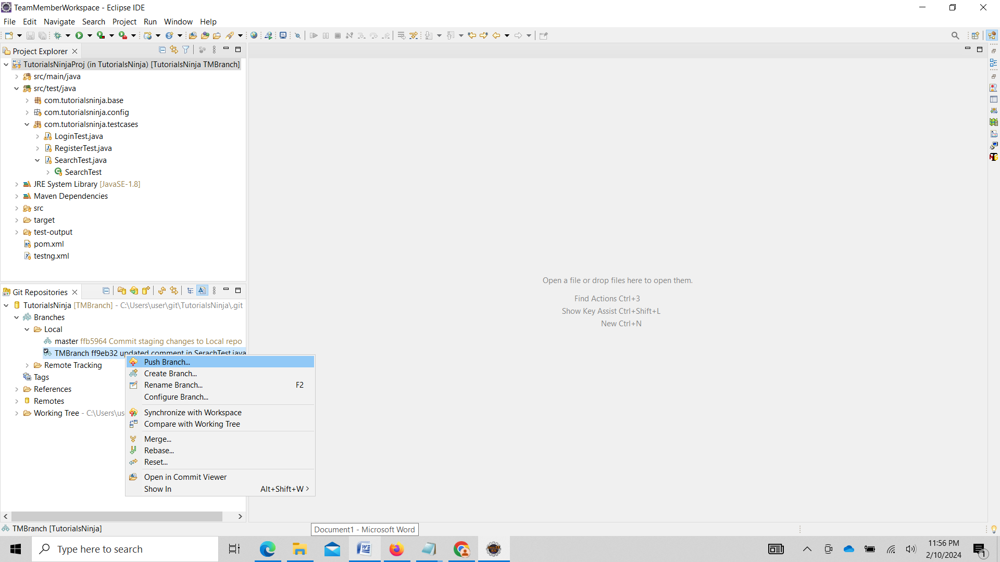 TeamMemberWorkspace - Eclipse IDE
File Edit Navigate Search Project Run Window Help
Project Explorer
TutorialsNinjaProj (in TutorialsNinja) [TutorialsNinja TMBranch]
src/main/java
src/test/java
com.tutorialsninja.base
com.tutorialsninja.config
com.tutorialsninja.testcases
LoginTest.java
RegisterTest.java
SearchTest.java
SearchTest
JRE System Library [JavaSE-1.8]
Maven Dependencies
src
target
test-output
pom.xml
testng.xml
Open a file or drop files here to open them.
Find Actions Ctrl+3
Show Key Assist Ctrl+Shift+L
New Ctrl+N
Git Repositories
TutorialsNinja [TMBranch] - C:\Users\user\git\TutorialsNinja\.git
Branches
Local
master ffb5964 Commit staging changes to Local repo
TMBranch ff9eb32 updated comment in SerachTest.java
Remote Tracking
Tags
References
Remotes
Working Tree - C:\Users\us
Push Branch...
Create Branch...
Rename Branch... F2
Configure Branch...
Synchronize with Workspace
Compare with Working Tree
Merge...
Rebase...
Reset...
Open in Commit Viewer
Show In Alt+Shift+W
TMBranch [TutorialsNinja]
Document1 - Microsoft Word
Type here to search
11:56 PM
2/10/2024
1